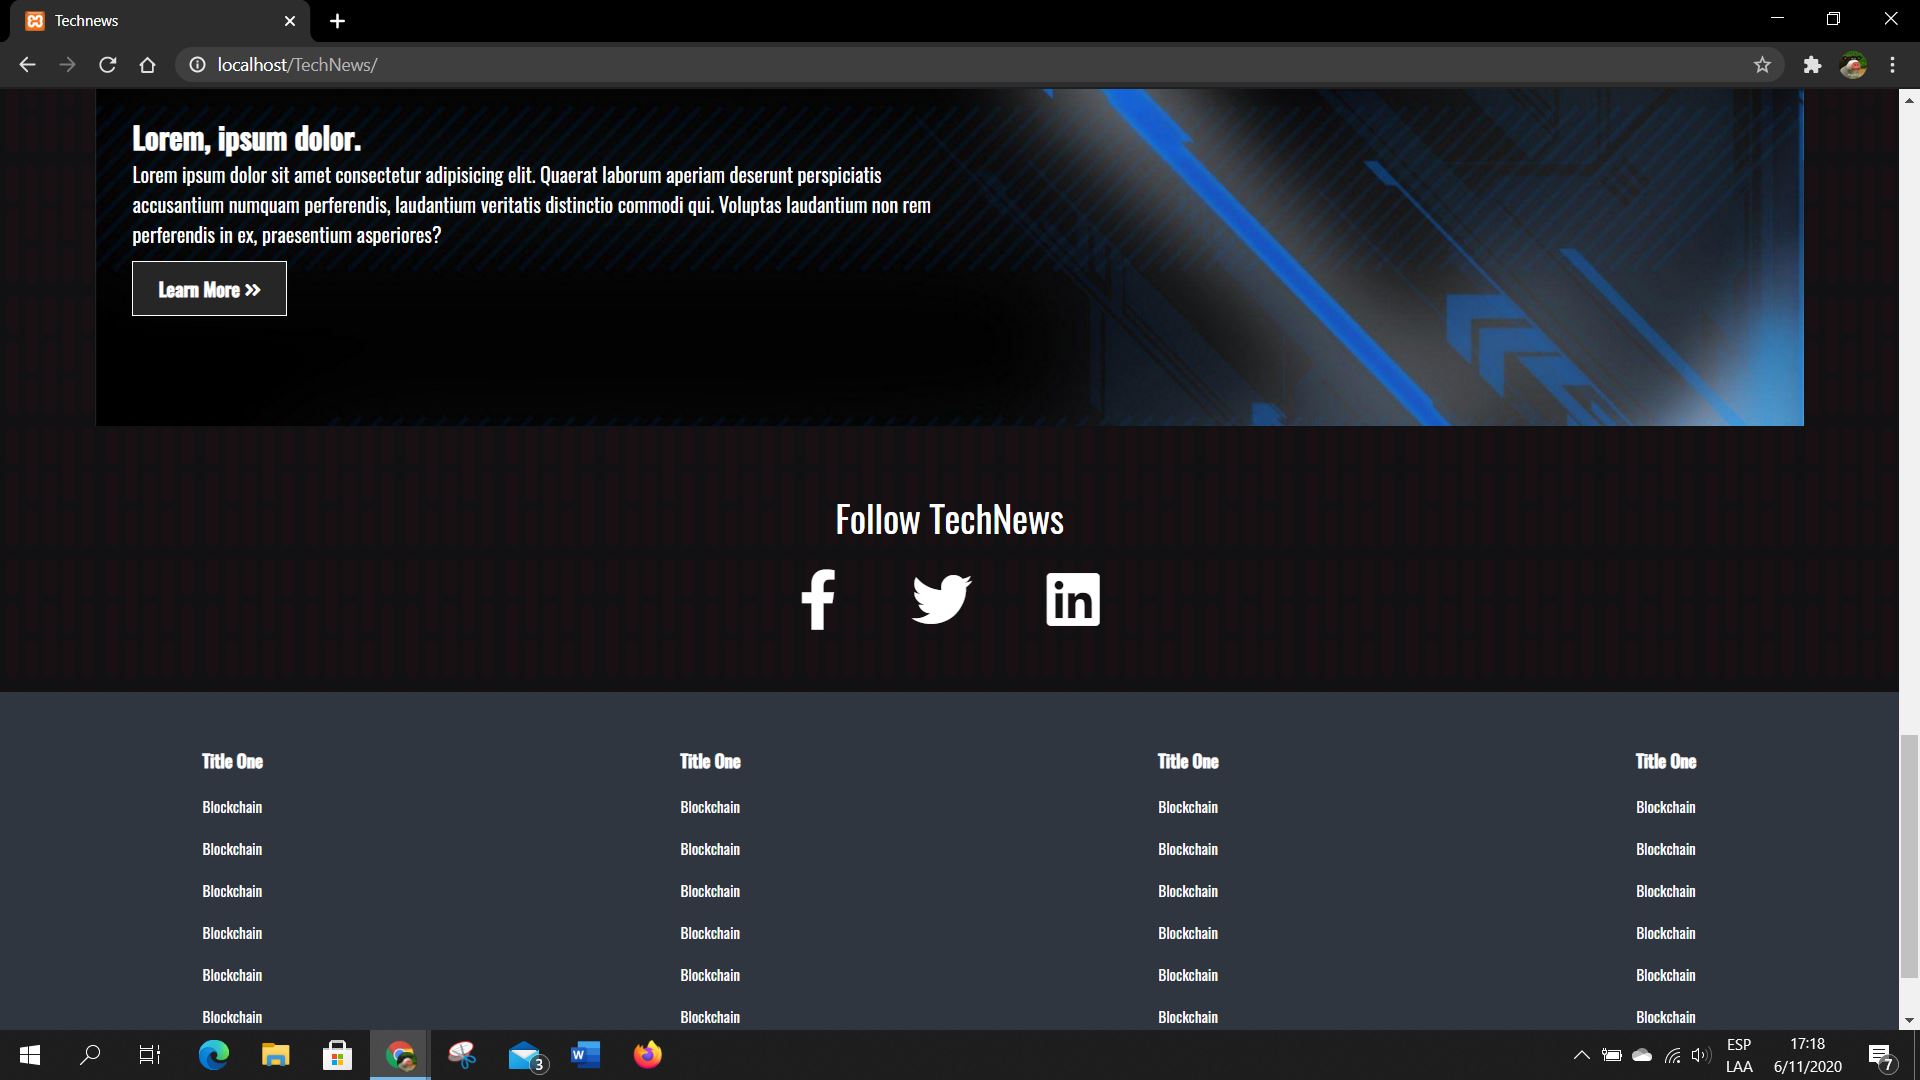 Technews
localhost/TechNews/
Lorem, ipsum dolor.
Lorem ipsum dolor sit amet consectetur adipisicing elit. Quaerat laborum aperiam deserunt perspiciatis
accusantium numquam perferendis, laudantium veritatis distinctio commodi qui. Voluptas laudantium non rem
perferendis in ex, praesentium asperiores?
Learn More »
Follow TechNews
in
Title One Title One Title One Title One
Blockchain Blockchain Blockchain Blockchain
Blockchain Blockchain Blockchain Blockchain
Blockchain Blockchain Blockchain Blockchain
Blockchain Blockchain Blockchain Blockchain
Blockchain Blockchain Blockchain Blockchain
Blockchain Blockchain Blockchain Blockchain
3
W
ESP
LAA
17:18
6/11/2020
7